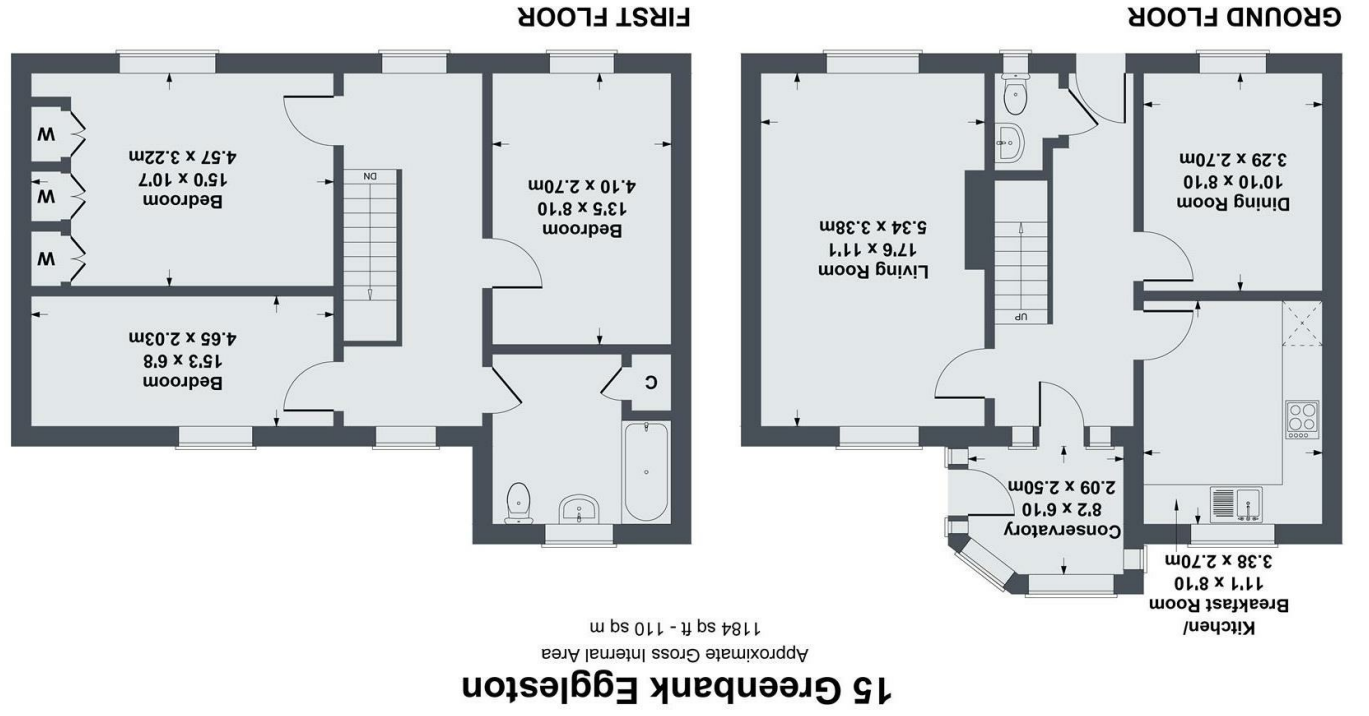 15 Greenbank Eggleston
Approximate Gross Internal Area
1184 sq ft - 110 sq m
Kitchen/
Breakfast Room
11'1 x 8'10
3.38 x 2.70m
Conservatory
8'2 x 6'10
2.09 x 2.50m
UP
Dining Room
10'10 x 8'10
3.29 x 2.70m
Living Room
17'6 x 11'1
5.34 x 3.38m
GROUND FLOOR
C
Bedroom
15'3 x 6'8
4.65 x 2.03m
Bedroom
13'5 x 8'10
4.10 x 2.70m
DN
Bedroom
15'0 x 10'7
4.57 x 3.22m
W
W
W
FIRST FLOOR